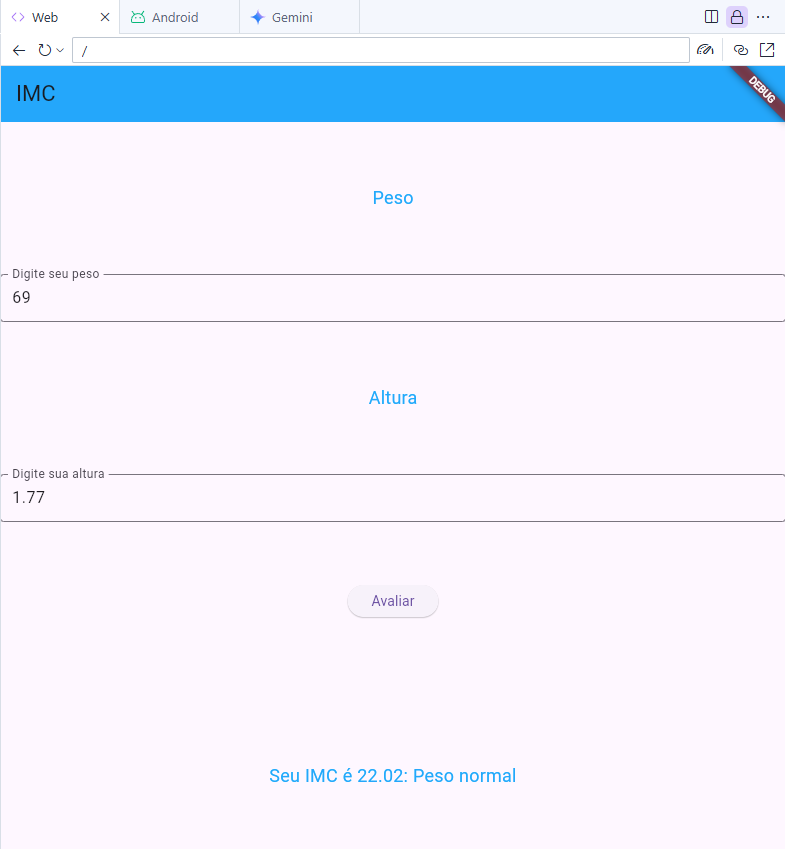 Web
Android
Gemini
/
IMC
DEBUG
Peso
Digite seu peso
69
Altura
Digite sua altura
1.77
Avaliar
Seu IMC é 22.02: Peso normal